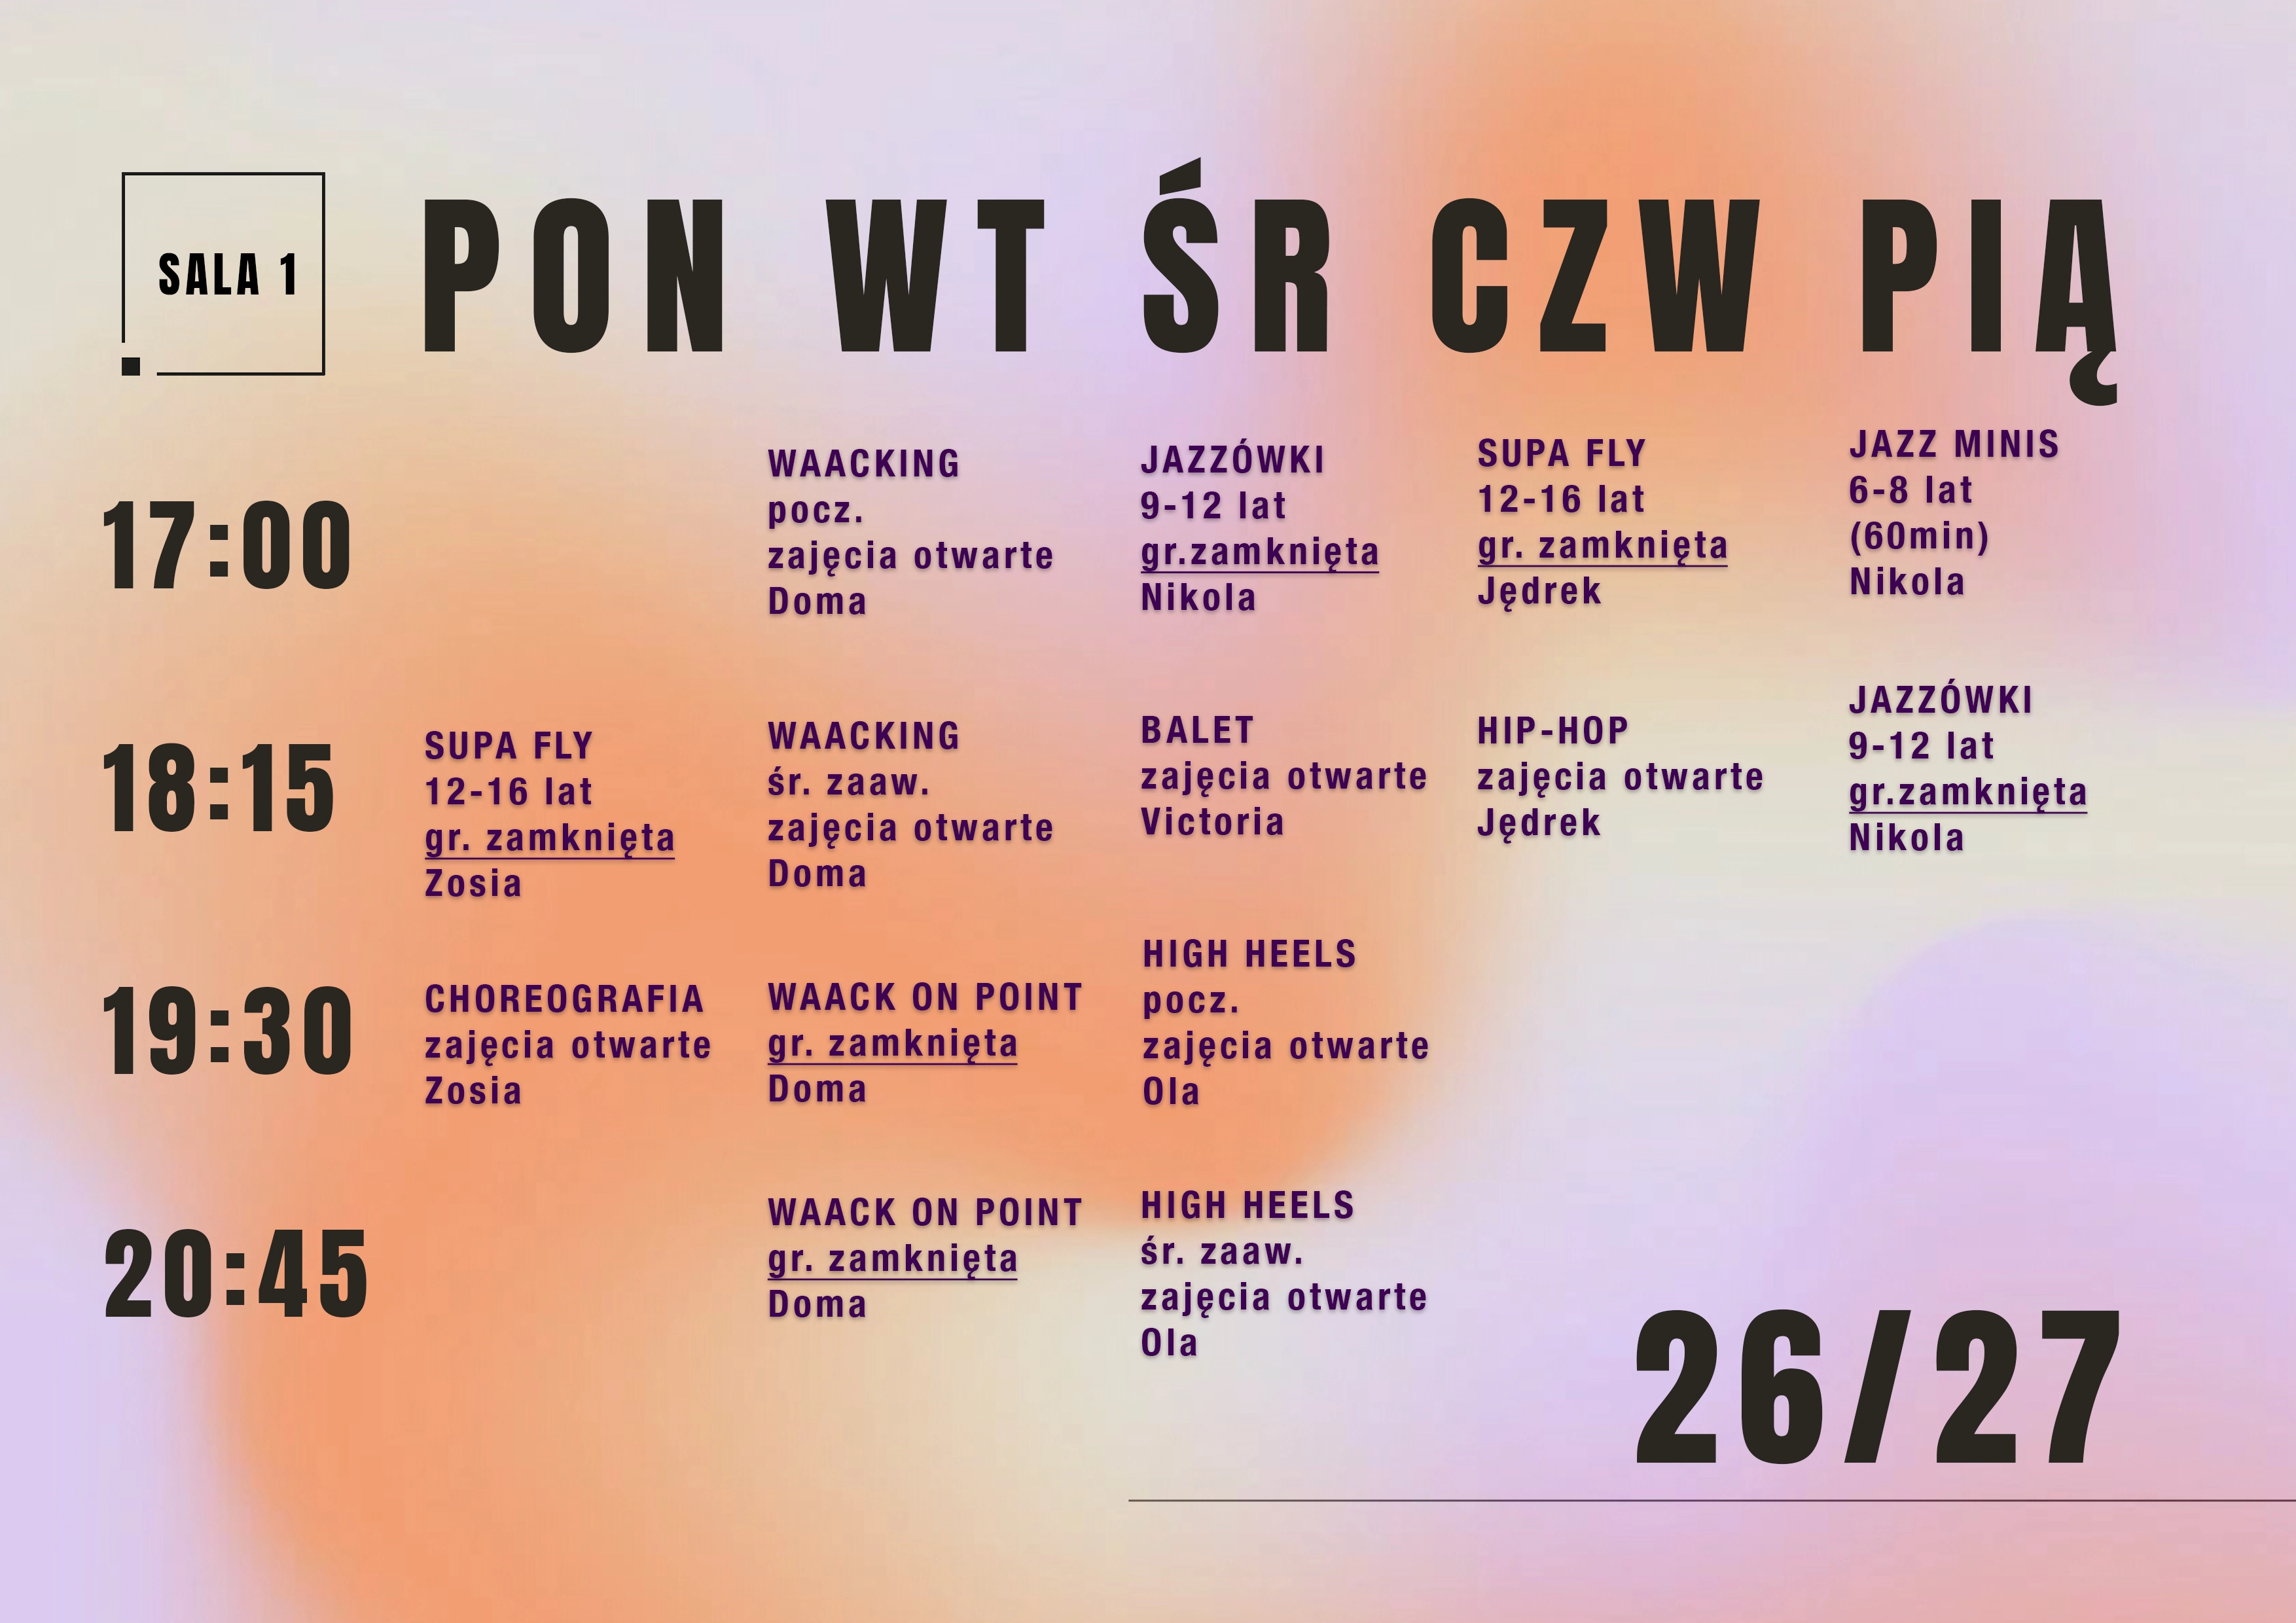 SALA 1
PON WT ŚR CZW PIĄ
17:00
WAACKING
pocz.
zajęcia otwarte
Doma
JAZZÓWKI
9-12 lat
gr.zamknięta
Nikola
SUPA FLY
12-16 lat
gr. zamknięta
Jędrek
JAZZ MINIS
6-8 lat
(60min)
Nikola
18:15
SUPA FLY
12-16 lat
gr. zamknięta
Zosia
WAACKING
śr. zaaw.
zajęcia otwarte
Doma
BALET
zajęcia otwarte
Victoria
HIP-HOP
zajęcia otwarte
Jędrek
JAZZÓWKI
9-12 lat
gr.zamknięta
Nikola
19:30
CHOREOGRAFIA
zajęcia otwarte
Zosia
WAACK ON POINT
gr. zamknięta
Doma
HIGH HEELS
pocz.
zajęcia otwarte
Ola
20:45
WAACK ON POINT
gr. zamknięta
Doma
HIGH HEELS
śr. zaaw.
zajęcia otwarte
Ola
26/27